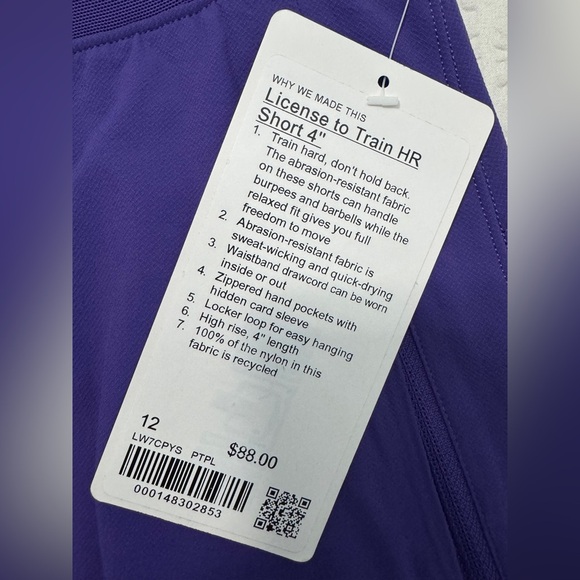 WHY WE MADE THIS
License to Train HR
Short 4"
1. Train hard, don't hold back.
The abrasion-resistant fabric
on these shorts can handle
burpees and barbells while the
relaxed fit gives you full
freedom to move
2. Abrasion-resistant fabric is
sweat-wicking and quick-drying
3. Waistband drawcord can be worn
inside or out
4. Zippered hand pockets with
hidden card sleeve
5. Locker loop for easy hanging
6. High rise, 4" length
7. 100% of the nylon in this
fabric is recycled
12
LW7CPYS PTPL $88.00
000148302853